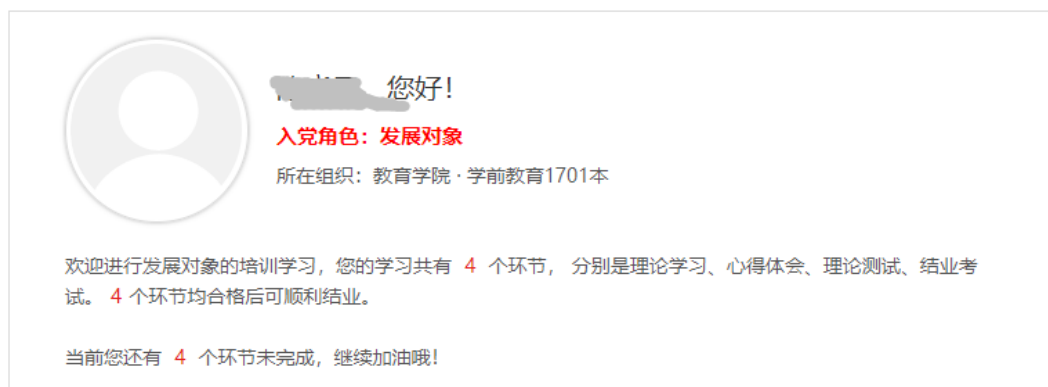 您好！
入党角色：发展对象
所在组织：教育学院 · 学前教育1701本
欢迎进行发展对象的培训学习，您的学习共有 4 个环节， 分别是理论学习、心得体会、理论测试、结业考
试。 4 个环节均合格后可顺利结业。
当前您还有 4 个环节未完成，继续加油哦！